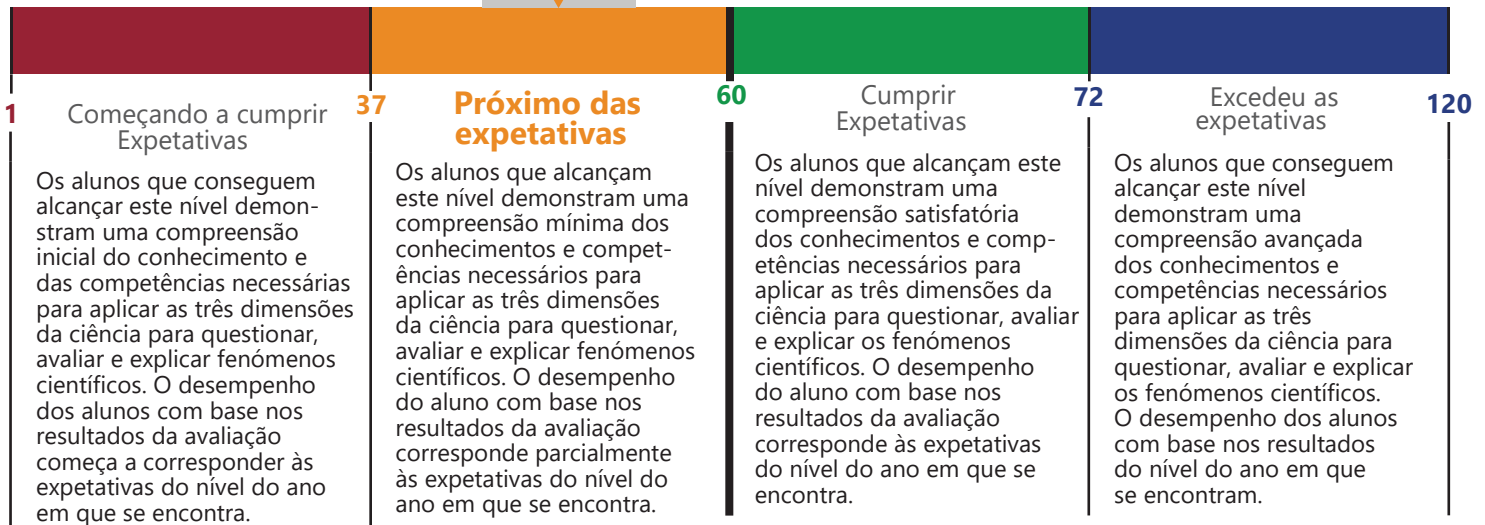 1
Começando a cumprir
Expetativas
Os alunos que conseguem
alcançar este nível demon-
stram uma compreensão
inicial do conhecimento e
das competências necessárias
para aplicar as três dimensões
da ciência para questionar,
avaliar e explicar fenómenos
científicos. O desempenho
dos alunos com base nos
resultados da avaliação
começa a corresponder às
expetativas do nível do ano
em que se encontra.
37
Próximo das
expetativas
Os alunos que alcançam
este nível demonstram uma
compreensão mínima dos
conhecimentos e compet-
ências necessários para
aplicar as três dimensões
da ciência para questionar,
avaliar e explicar fenómenos
científicos. O desempenho
do aluno com base nos
resultados da avaliação
corresponde parcialmente
às expetativas do nível do
ano em que se encontra.
60
Cumprir
Expetativas
Os alunos que alcançam este
nível demonstram uma
compreensão satisfatória
dos conhecimentos e comp-
etências necessários para
aplicar as três dimensões da
ciência para questionar, avaliar
e explicar os fenómenos
científicos. O desempenho
do aluno com base nos
resultados da avaliação
corresponde às expetativas
do nível do ano em que se
encontra.
72
Excedeu as
expetativas
Os alunos que conseguem
alcançar este nível
demonstram uma
compreensão avançada
dos conhecimentos e
competências necessários
para aplicar as três
dimensões da ciência para
questionar, avaliar e explicar
os fenómenos científicos.
O desempenho dos alunos
com base nos resultados
do nível do ano em que
se encontram.
120